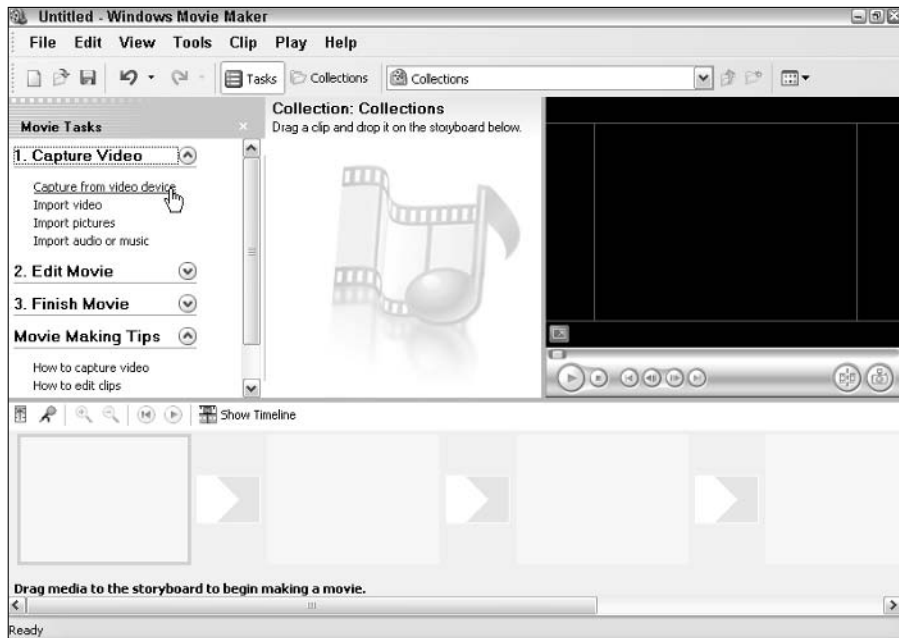 Untitled - Windows Movie Maker
File Edit View Tools Clip Play Help
Tasks Collections Collections
Movie Tasks
1. Capture Video
Capture from video device
Import video
Import pictures
Import audio or music
2. Edit Movie
3. Finish Movie
Movie Making Tips
How to capture video
How to edit clips
Collection: Collections
Drag a clip and drop it on the storyboard below.
Show Timeline
Drag media to the storyboard to begin making a movie.
Ready